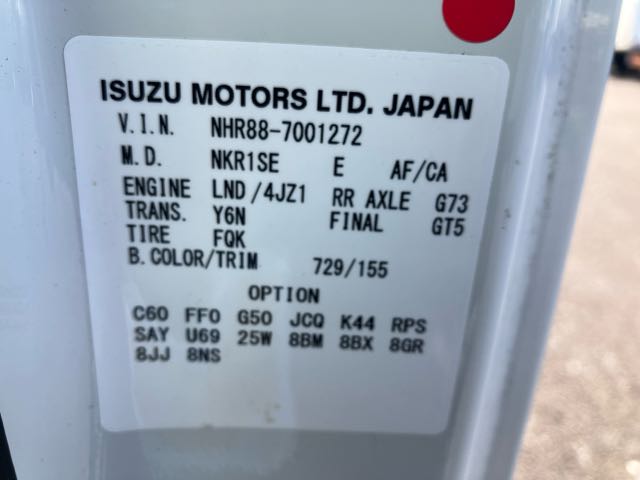 ISUZU MOTORS LTD. JAPAN
V.I.N. NHR88-7001272
M.D. NKR1SE E AF/CA
ENGINE LND/4JZ1 RR AXLE G73
TRANS. Y6N FINAL GT5
TIRE FQK
B.COLOR/TRIM 729/155
OPTION
C60 FF0 G50 JCQ K44 RPS
SAY U69 25W 8BM 8BX 8GR
8JJ 8NS